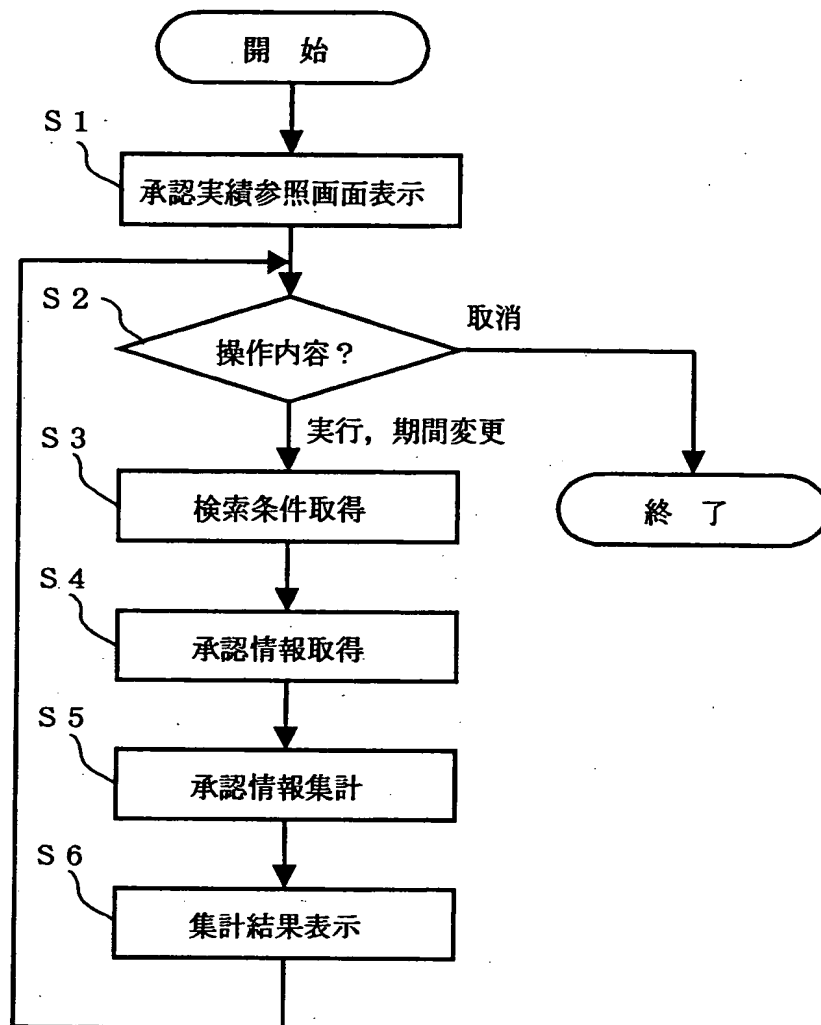 開 始
S1
承認実績参照画面表示
S2
操作内容？
取消
実行，期間変更
S3
検索条件取得
終 了
S4
承認情報取得
S5
承認情報集計
S6
集計結果表示